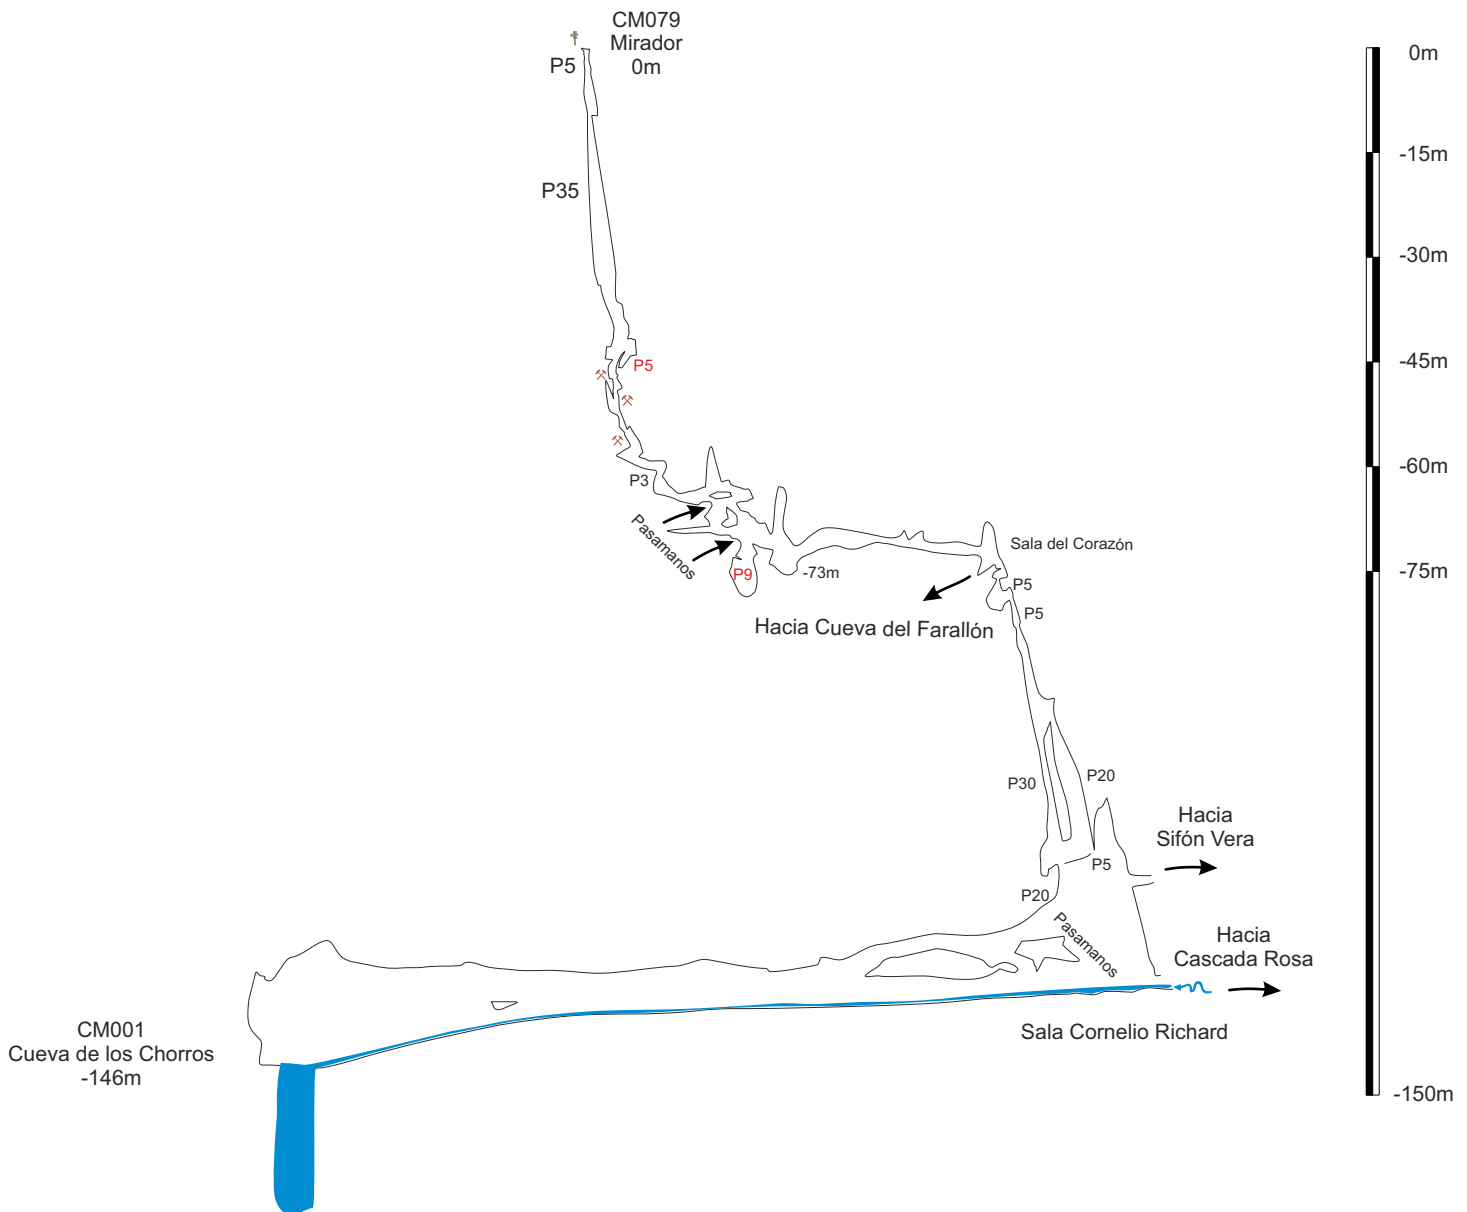 CM079
Mirador
0m
P5
0m
-15m
P35
-30m
P5
-45m
-60m
P3
Pasamanos
P9
-73m
Sala del Corazón
-75m
P5
P5
Hacia Cueva del Farallón
P30
P20
Hacia
Sifón Vera
P5
P20
Pasamanos
Hacia
Cascada Rosa
Sala Cornelio Richard
CM001
Cueva de los Chorros
-146m
-150m